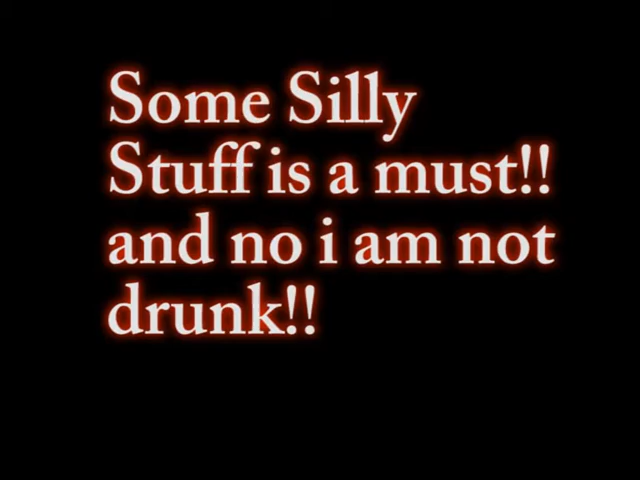 Some Silly
Stuff is a must!!
and no i am not
drunk!!